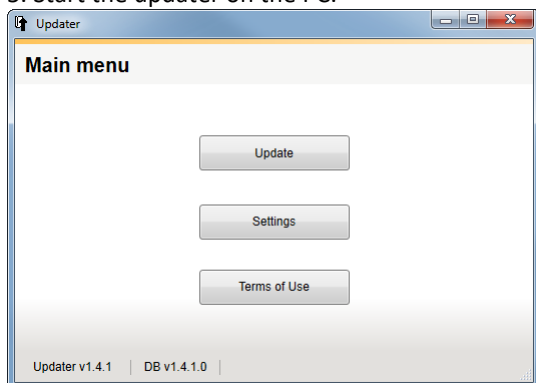 3. Start the updater on the PC.
Updater
Main menu
Update
Settings
Terms of Use
Updater v1.4.1 | DB v1.4.1.0 |